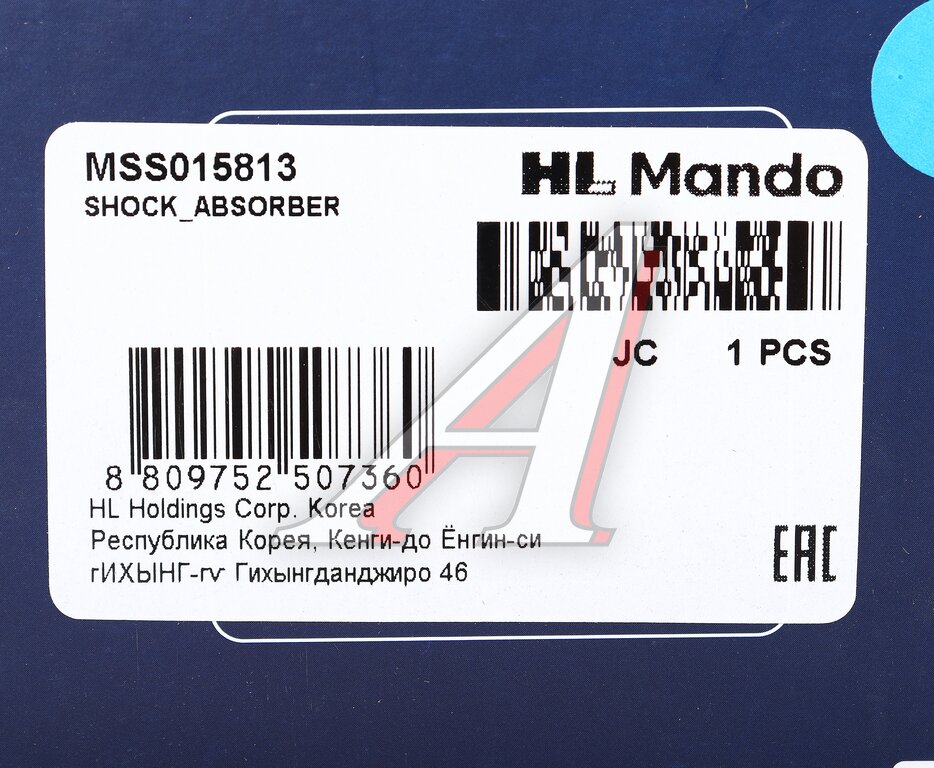 MSS015813
SHOCK_ABSORBER
HL Mando
JC 1 PCS
8 809752 507360
HL Holdings Corp. Korea
Республика Корея, Кенги-до Ёнгин-си
гИХЫНГ-гv Гихынгданджиро 46
EAC